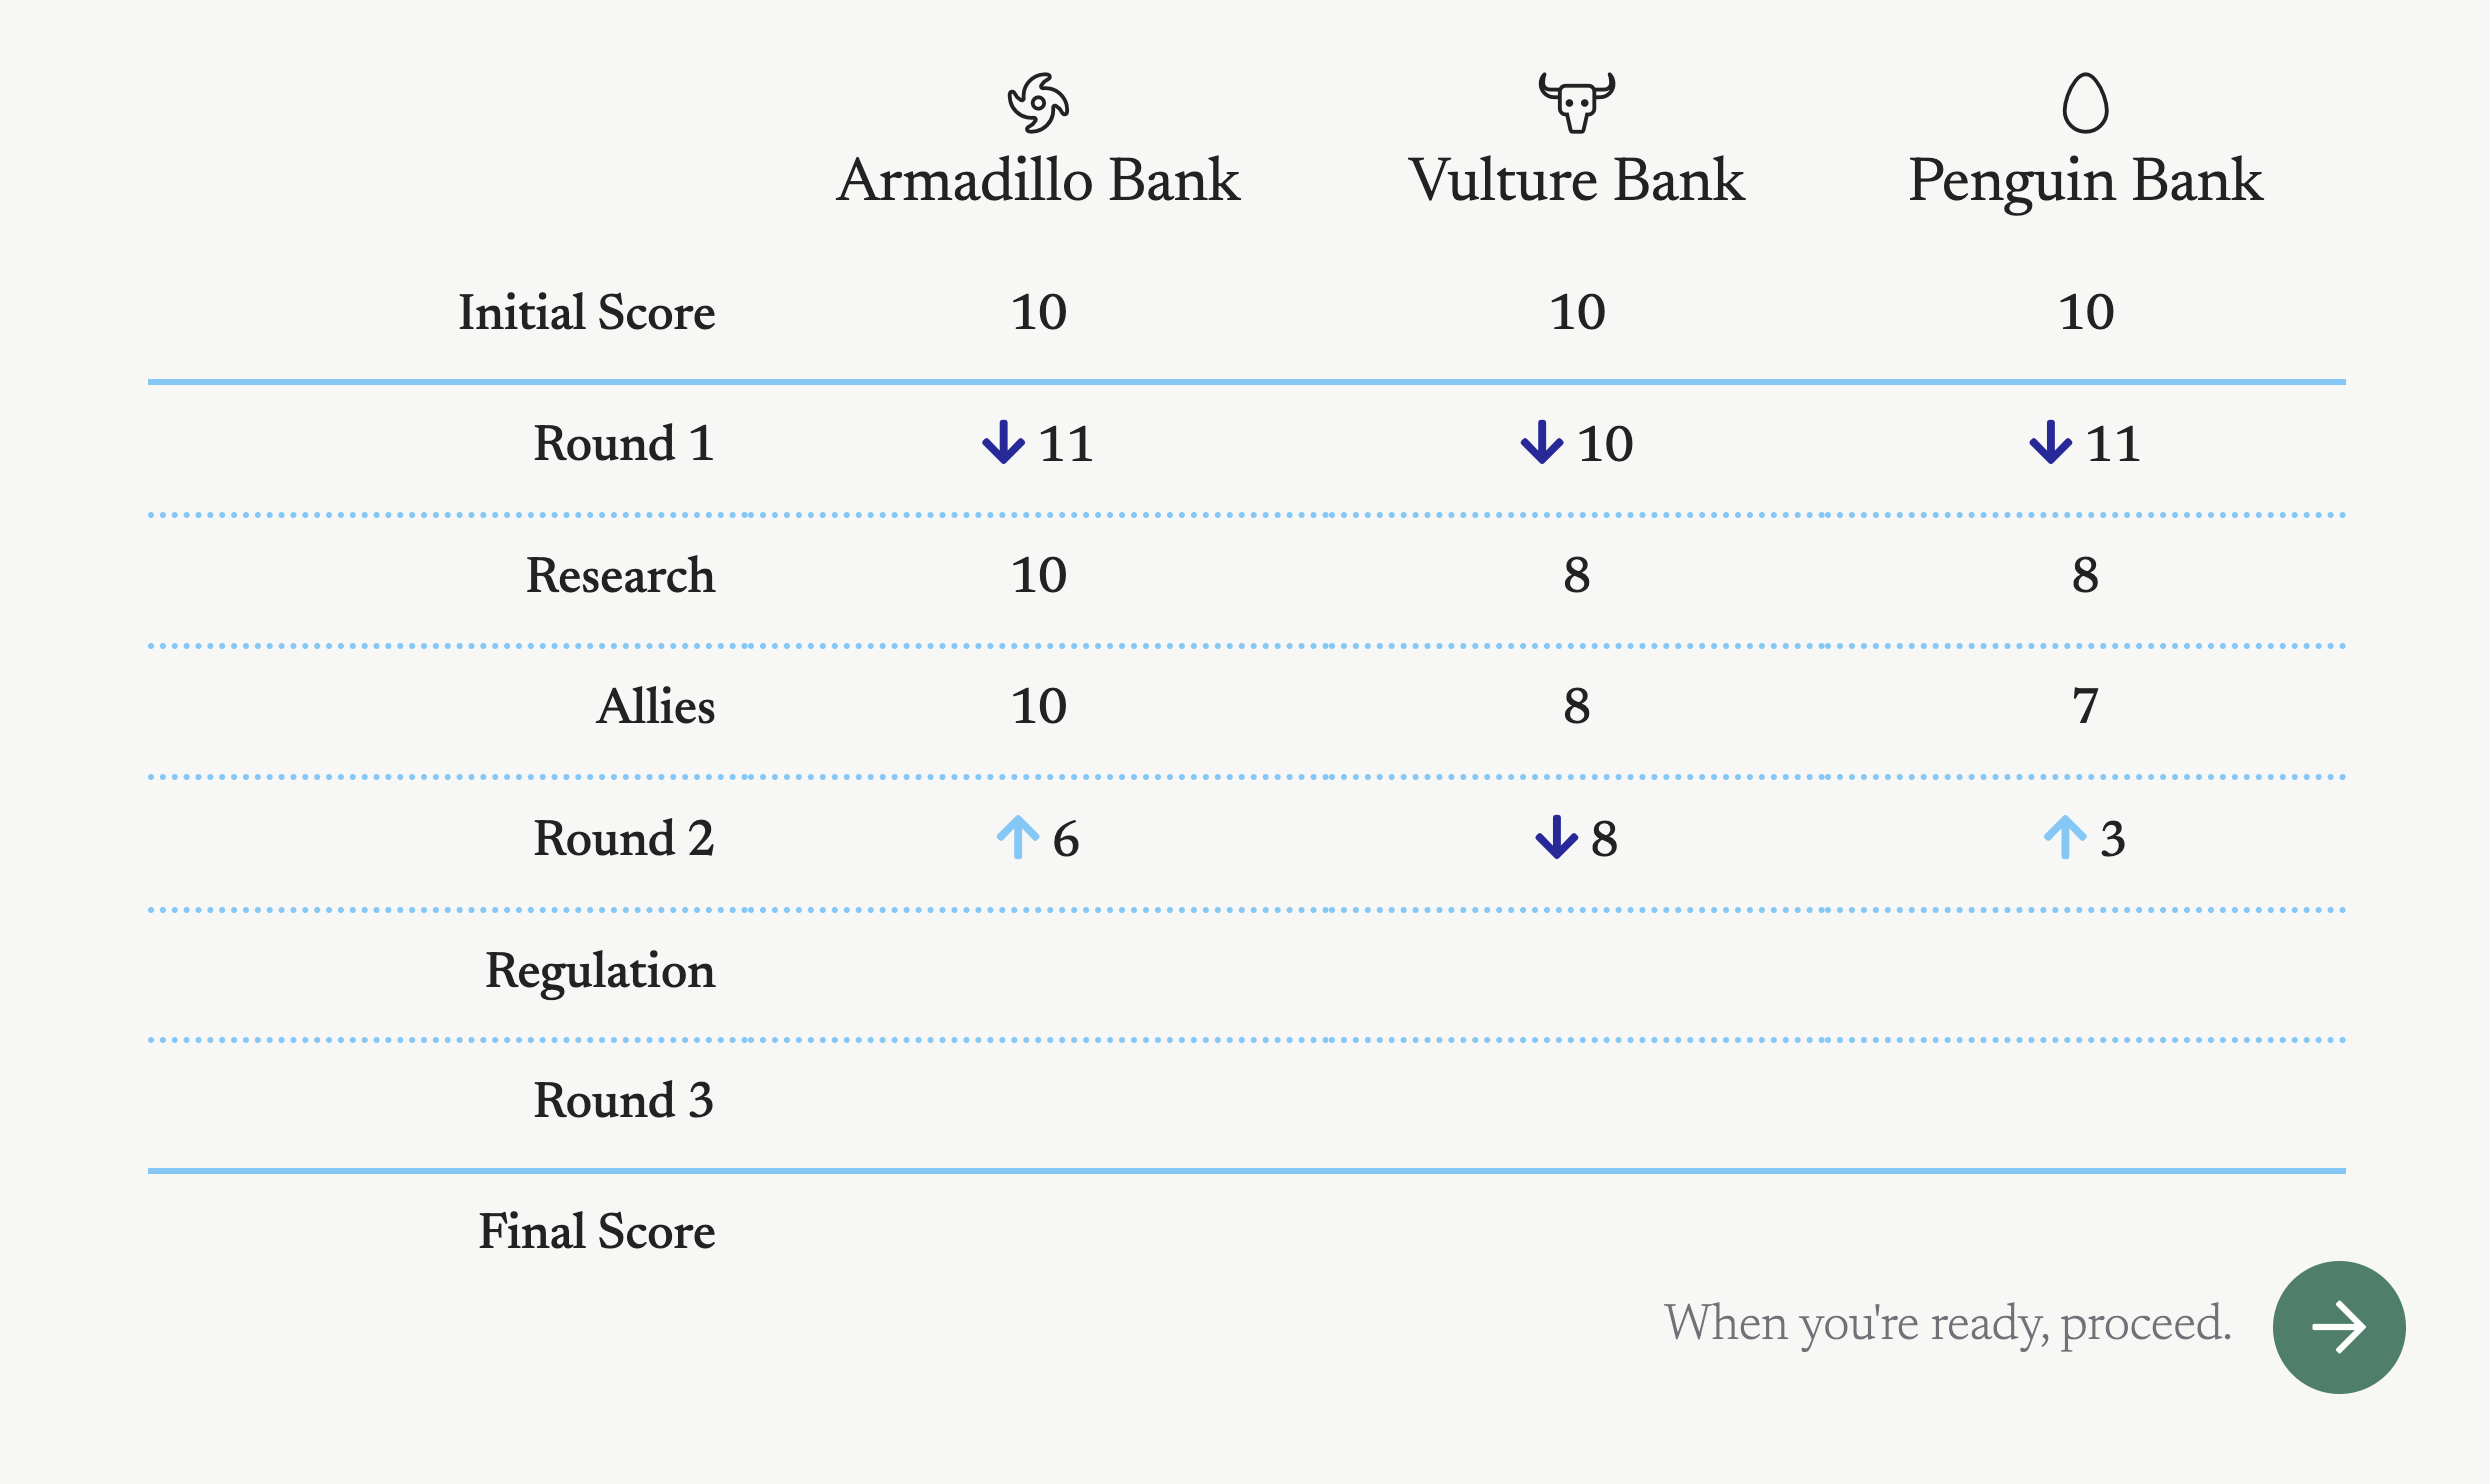 Armadillo Bank Vulture Bank Penguin Bank
Initial Score 10 10 10
Round 1 ↓ 11 ↓ 10 ↓ 11
Research 10 8 8
Allies 10 8 7
Round 2 ↑ 6 ↓ 8 ↑ 3
Regulation
Round 3
Final Score
When you're ready, proceed.